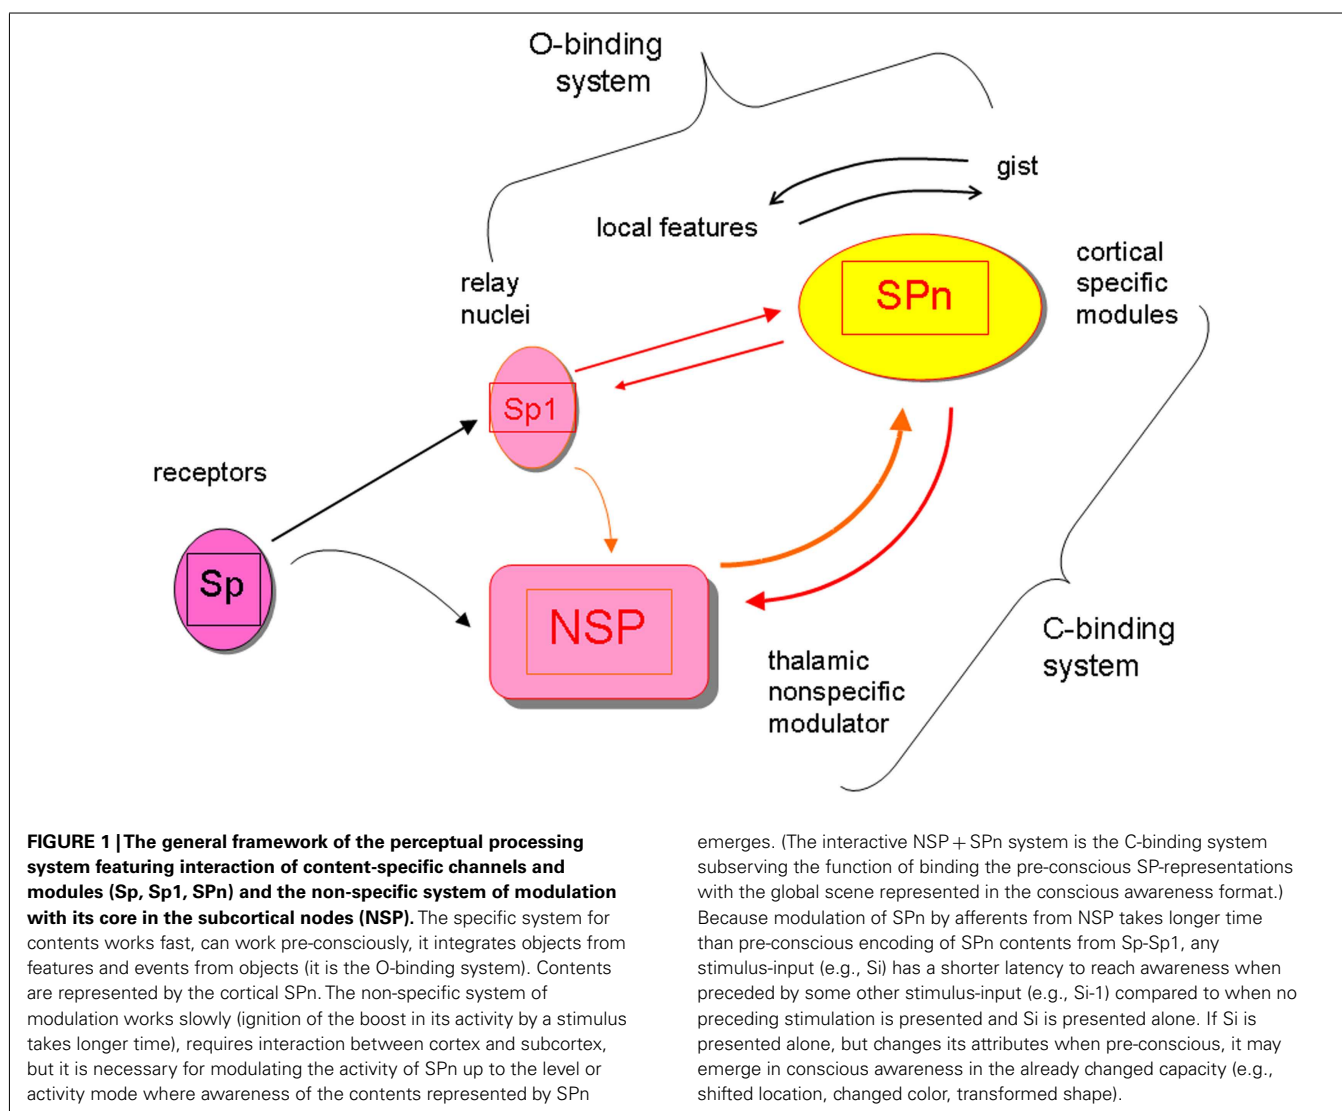 O-binding
system
gist
local features
cortical
specific
modules
SPn
relay
nuclei
Sp1
receptors
Sp
NSP
C-binding
system
thalamic
nonspecific
modulator
FIGURE 1 | The general framework of the perceptual processing
system featuring interaction of content-specific channels and
modules (Sp, Sp1, SPn) and the non-specific system of modulation
with its core in the subcortical nodes (NSP). The specific system for
contents works fast, can work pre-consciously, it integrates objects from
features and events from objects (it is the O-binding system). Contents
are represented by the cortical SPn. The non-specific system of
modulation works slowly (ignition of the boost in its activity by a stimulus
takes longer time), requires interaction between cortex and subcortex,
but it is necessary for modulating the activity of SPn up to the level or
activity mode where awareness of the contents represented by SPn
emerges. (The interactive NSP + SPn system is the C-binding system
subserving the function of binding the pre-conscious SP-representations
with the global scene represented in the conscious awareness format.)
Because modulation of SPn by afferents from NSP takes longer time
than pre-conscious encoding of SPn contents from Sp-Sp1, any
stimulus-input (e.g., Si) has a shorter latency to reach awareness when
preceded by some other stimulus-input (e.g., Si-1) compared to when no
preceding stimulation is presented and Si is presented alone. If Si is
presented alone, but changes its attributes when pre-conscious, it may
emerge in conscious awareness in the already changed capacity (e.g.,
shifted location, changed color, transformed shape).